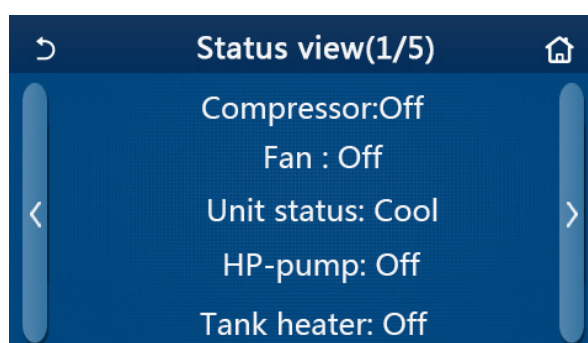 Status view(1/5)
Compressor:Off
Fan : Off
Unit status: Cool
HP-pump: Off
Tank heater: Off